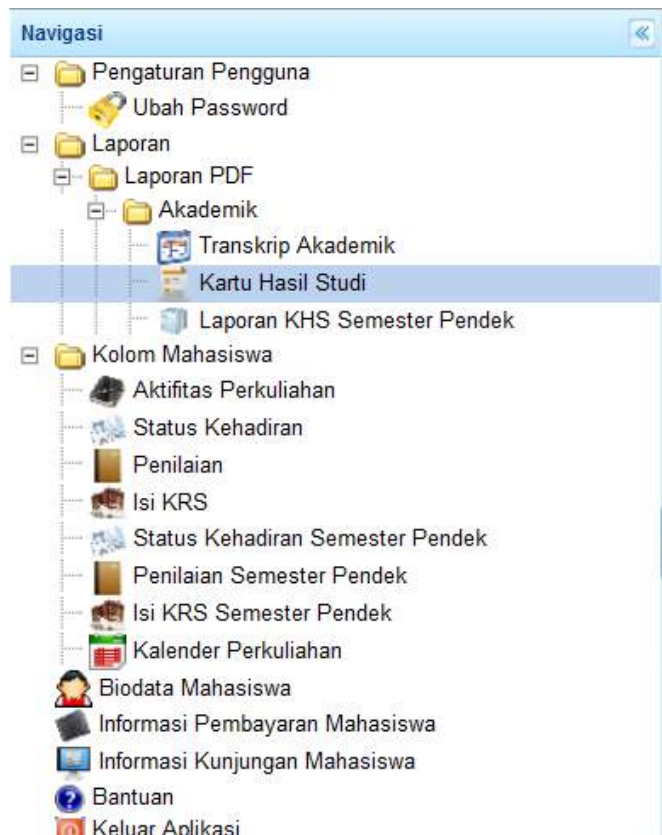 Navigasi
Pengaturan Pengguna
Ubah Password
Laporan
Laporan PDF
Akademik
Transkrip Akademik
Kartu Hasil Studi
Laporan KHS Semester Pendek
Kolom Mahasiswa
Aktifitas Perkuliahan
Status Kehadiran
Penilaian
Isi KRS
Status Kehadiran Semester Pendek
Penilaian Semester Pendek
Isi KRS Semester Pendek
Kalender Perkuliahan
Biodata Mahasiswa
Informasi Pembayaran Mahasiswa
Informasi Kunjungan Mahasiswa
Bantuan
Keluar Aplikasi